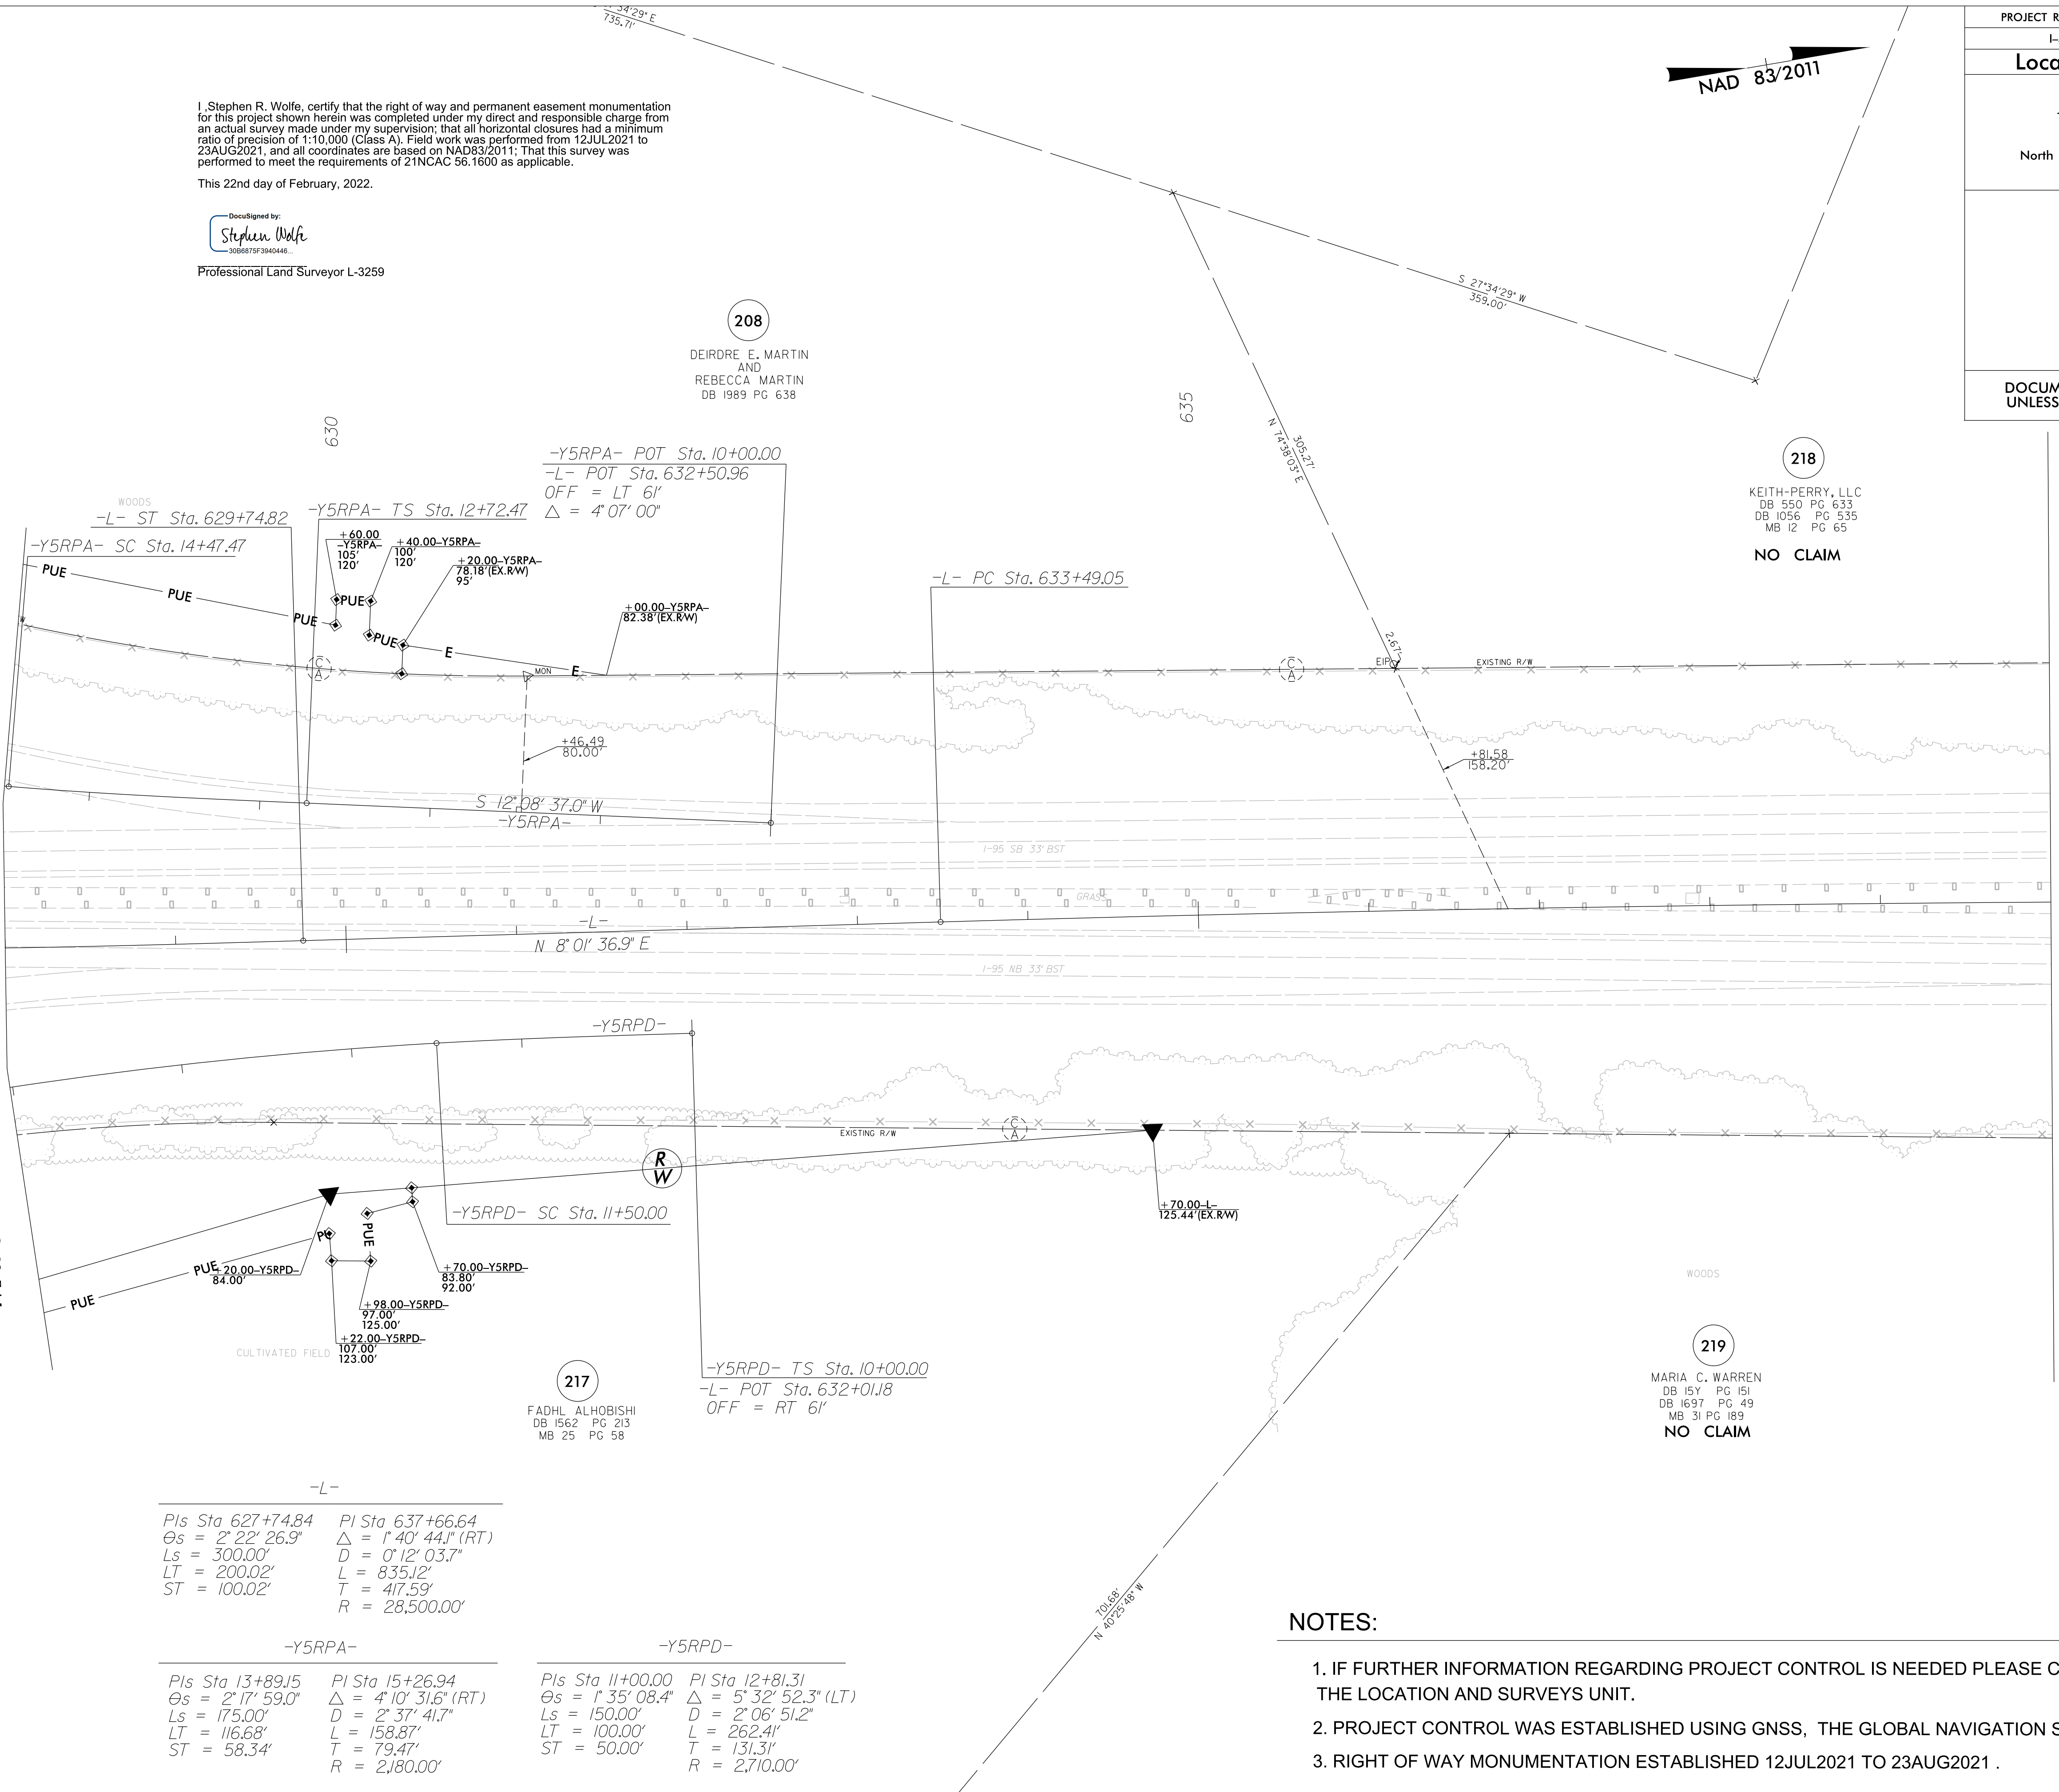 34'29" E
735.71'
NAD 83/2011
PROJECT R
I-
Loca
North
DOCUM
UNLESS
I ,Stephen R. Wolfe, certify that the right of way and permanent easement monumentation
for this project shown herein was completed under my direct and responsible charge from
an actual survey made under my supervision; that all horizontal closures had a minimum
ratio of precision of 1:10,000 (Class A). Field work was performed from 12JUL2021 to
23AUG2021, and all coordinates are based on NAD83/2011; That this survey was
performed to meet the requirements of 21NCAC 56.1600 as applicable.
This 22nd day of February, 2022.
DocuSigned by:
Stephen Wolfe
30B6875F3940446...
Professional Land Surveyor L-3259
S 27°34'29" W
359.00'
208
DEIRDRE E. MARTIN
AND
REBECCA MARTIN
DB 1989 PG 638
630
635
305.27'
N 74°38'03" E
218
KEITH-PERRY, LLC
DB 550 PG 633
DB 1056 PG 535
MB 12 PG 65
NO CLAIM
-Y5RPA- POT Sta. 10+00.00
-L- POT Sta. 632+50.96
OFF = LT 61'
△ = 4° 07' 00"
WOODS
-L- ST Sta. 629+74.82
-Y5RPA- TS Sta. 12+72.47
-Y5RPA- SC Sta. 14+47.47
+60.00
-Y5RPA-
105'
120'
+40.00-Y5RPA-
100'
120'
+20.00-Y5RPA-
78.18'(EX.R/W)
95'
+00.00-Y5RPA-
82.38'(EX.R/W)
-L- PC Sta. 633+49.05
PUE
PUE
PUE
PUE
PUE
E
E
C
A
MON
C
A
2.67'
EIP
EXISTING R/W
+46.49
80.00'
+81.58
158.20'
S 12° 08' 37.0" W
-Y5RPA-
I-95 SB 33' BST
GRASS
-L-
N 8° 01' 36.9" E
I-95 NB 33' BST
-Y5RPD-
EXISTING R/W
C
A
R
W
-Y5RPD- SC Sta. 11+50.00
+70.00-L-
125.44'(EX.R/W)
PUE
PUE
PUE
+20.00-Y5RPD-
84.00'
+70.00-Y5RPD-
83.80'
92.00'
+98.00-Y5RPD-
97.00'
125.00'
+22.00-Y5RPD-
107.00'
123.00'
CULTIVATED FIELD
WOODS
217
FADHL ALHOBISHI
DB 1562 PG 213
MB 25 PG 58
-Y5RPD- TS Sta. 10+00.00
-L- POT Sta. 632+01.18
OFF = RT 61'
219
MARIA C. WARREN
DB 15Y PG 151
DB 1697 PG 49
MB 31 PG 189
NO CLAIM
701.68'
N 40°25'48" W
-L-
PIs Sta 627+74.84
θs = 2° 22' 26.9"
Ls = 300.00'
LT = 200.02'
ST = 100.02'
PI Sta 637+66.64
△ = 1° 40' 44.1" (RT)
D = 0° 12' 03.7"
L = 835.12'
T = 417.59'
R = 28,500.00'
-Y5RPA-
PIs Sta 13+89.15
θs = 2° 17' 59.0"
Ls = 175.00'
LT = 116.68'
ST = 58.34'
PI Sta 15+26.94
△ = 4° 10' 31.6" (RT)
D = 2° 37' 41.7"
L = 158.87'
T = 79.47'
R = 2,180.00'
-Y5RPD-
PIs Sta 11+00.00
θs = 1° 35' 08.4"
Ls = 150.00'
LT = 100.00'
ST = 50.00'
PI Sta 12+81.31
△ = 5° 32' 52.3" (LT)
D = 2° 06' 51.2"
L = 262.41'
T = 131.31'
R = 2,710.00'
NOTES:
1. IF FURTHER INFORMATION REGARDING PROJECT CONTROL IS NEEDED PLEASE C
THE LOCATION AND SURVEYS UNIT.
2. PROJECT CONTROL WAS ESTABLISHED USING GNSS, THE GLOBAL NAVIGATION S
3. RIGHT OF WAY MONUMENTATION ESTABLISHED 12JUL2021 TO 23AUG2021 .